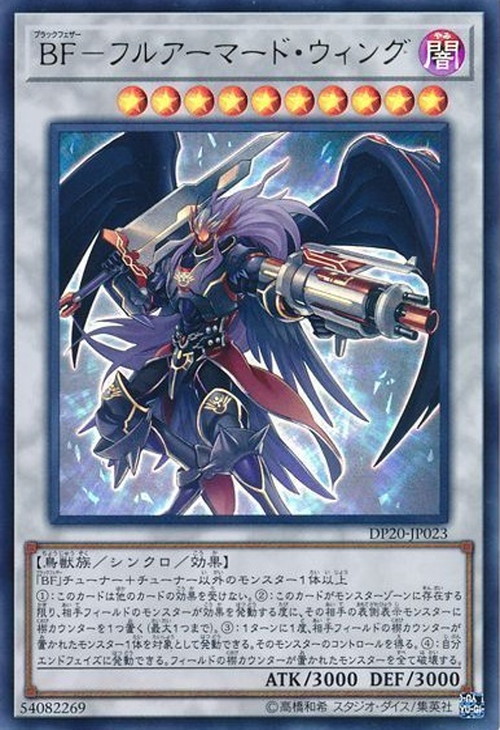 ブラックフェザー
BF－フルアーマード・ウィング
やみ
闇
DP20-JP023
【鳥獣族／シンクロ／効果】
「BF」チューナー＋チューナー以外のモンスター1体以上
①：このカードは他のカードの効果を受けない。②：このカードがモンスターゾーンに存在する
限り、相手フィールドのモンスターが効果を発動する度に、その相手の表側表示モンスターに
楔カウンターを1つ置く(最大1つまで)。③：1ターンに1度、相手フィールドの楔カウンターが置か
れたモンスター1体を対象として発動できる。そのモンスターのコントロールを得る。④：自分
エンドフェイズに発動できる。フィールドの楔カウンターが置かれたモンスターを全て破壊する。
ATK/3000 DEF/3000
54082269
©高橋和希 スタジオ・ダイス/集英社